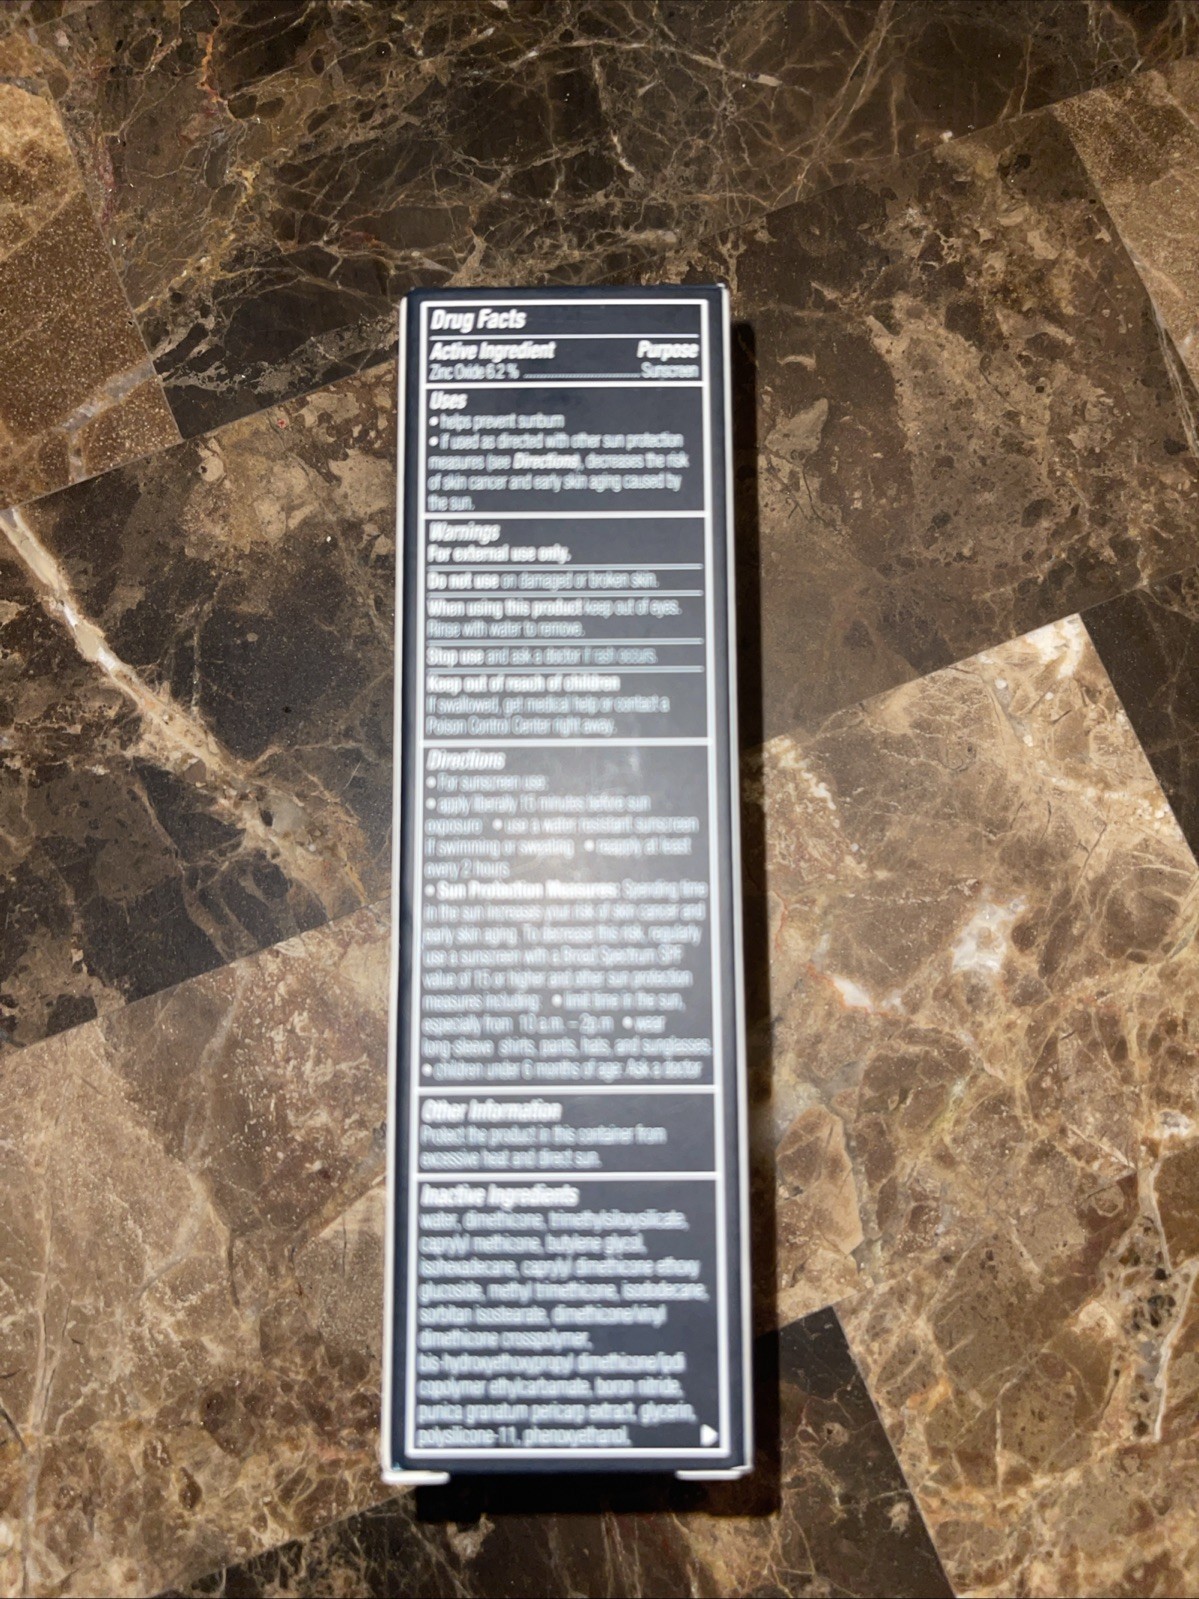 Drug Facts
Active Ingredient Purpose
Zinc Oxide 6.2 % Sunscreen
Uses
• helps prevent sunburn
• if used as directed with other sun protection
measures (see Directions), decreases the risk
of skin cancer and early skin aging caused by
the sun.
Warnings
For external use only.
Do not use on damaged or broken skin.
When using this product keep out of eyes.
Rinse with water to remove.
Stop use and ask a doctor if rash occurs.
Keep out of reach of children
If swallowed, get medical help or contact a
Poison Control Center right away.
Directions
• For sunscreen use
• apply liberally 15 minutes before sun
exposure • use a water resistant sunscreen
if swimming or sweating • reapply at least
every 2 hours
• Sun Protection Measures: Spending time
in the sun increases your risk of skin cancer and
early skin aging. To decrease this risk, regularly
use a sunscreen with a Broad Spectrum SPF
value of 15 or higher and other sun protection
measures including: • limit time in the sun,
especially from 10 a.m. – 2p.m • wear
long-sleeve shirts, pants, hats, and sunglasses.
• children under 6 months of age: Ask a doctor
Other Information
Protect the product in this container from
excessive heat and direct sun.
Inactive Ingredients
water, dimethicone, trimethylsiloxysilicate,
caprylyl methicone, butylene glycol,
isohexadecane, caprylyl dimethicone ethoxy
glucoside, methyl trimethicone, isododecane,
sorbitan isostearate, dimethicone/vinyl
dimethicone crosspolymer,
bis-hydroxyethoxypropyl dimethicone/ipdi
copolymer ethylcarbamate, boron nitride,
punica granatum pericarp extract, glycerin,
polysilicone-11, phenoxyethanol,